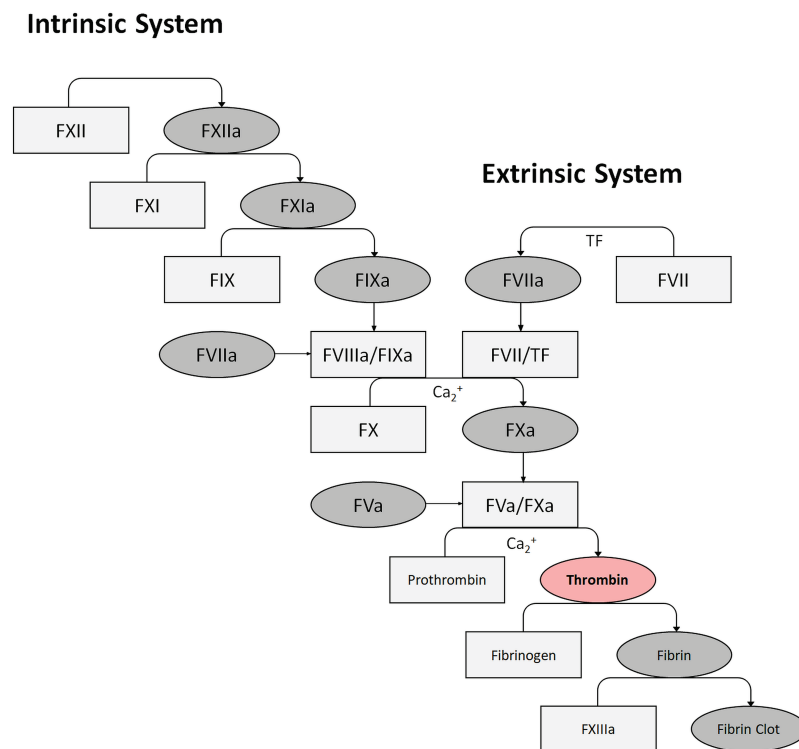 Intrinsic System
FXII
FXIIa
Extrinsic System
FXI
FXIa
TF
FIX
FIXa
FVIIa
FVII
FVIIa
FVIIIa/FIXa
FVII/TF
Ca₂⁺
FX
FXa
FVa
FVa/FXa
Ca₂⁺
Prothrombin
Thrombin
Fibrinogen
Fibrin
FXIIIa
Fibrin Clot